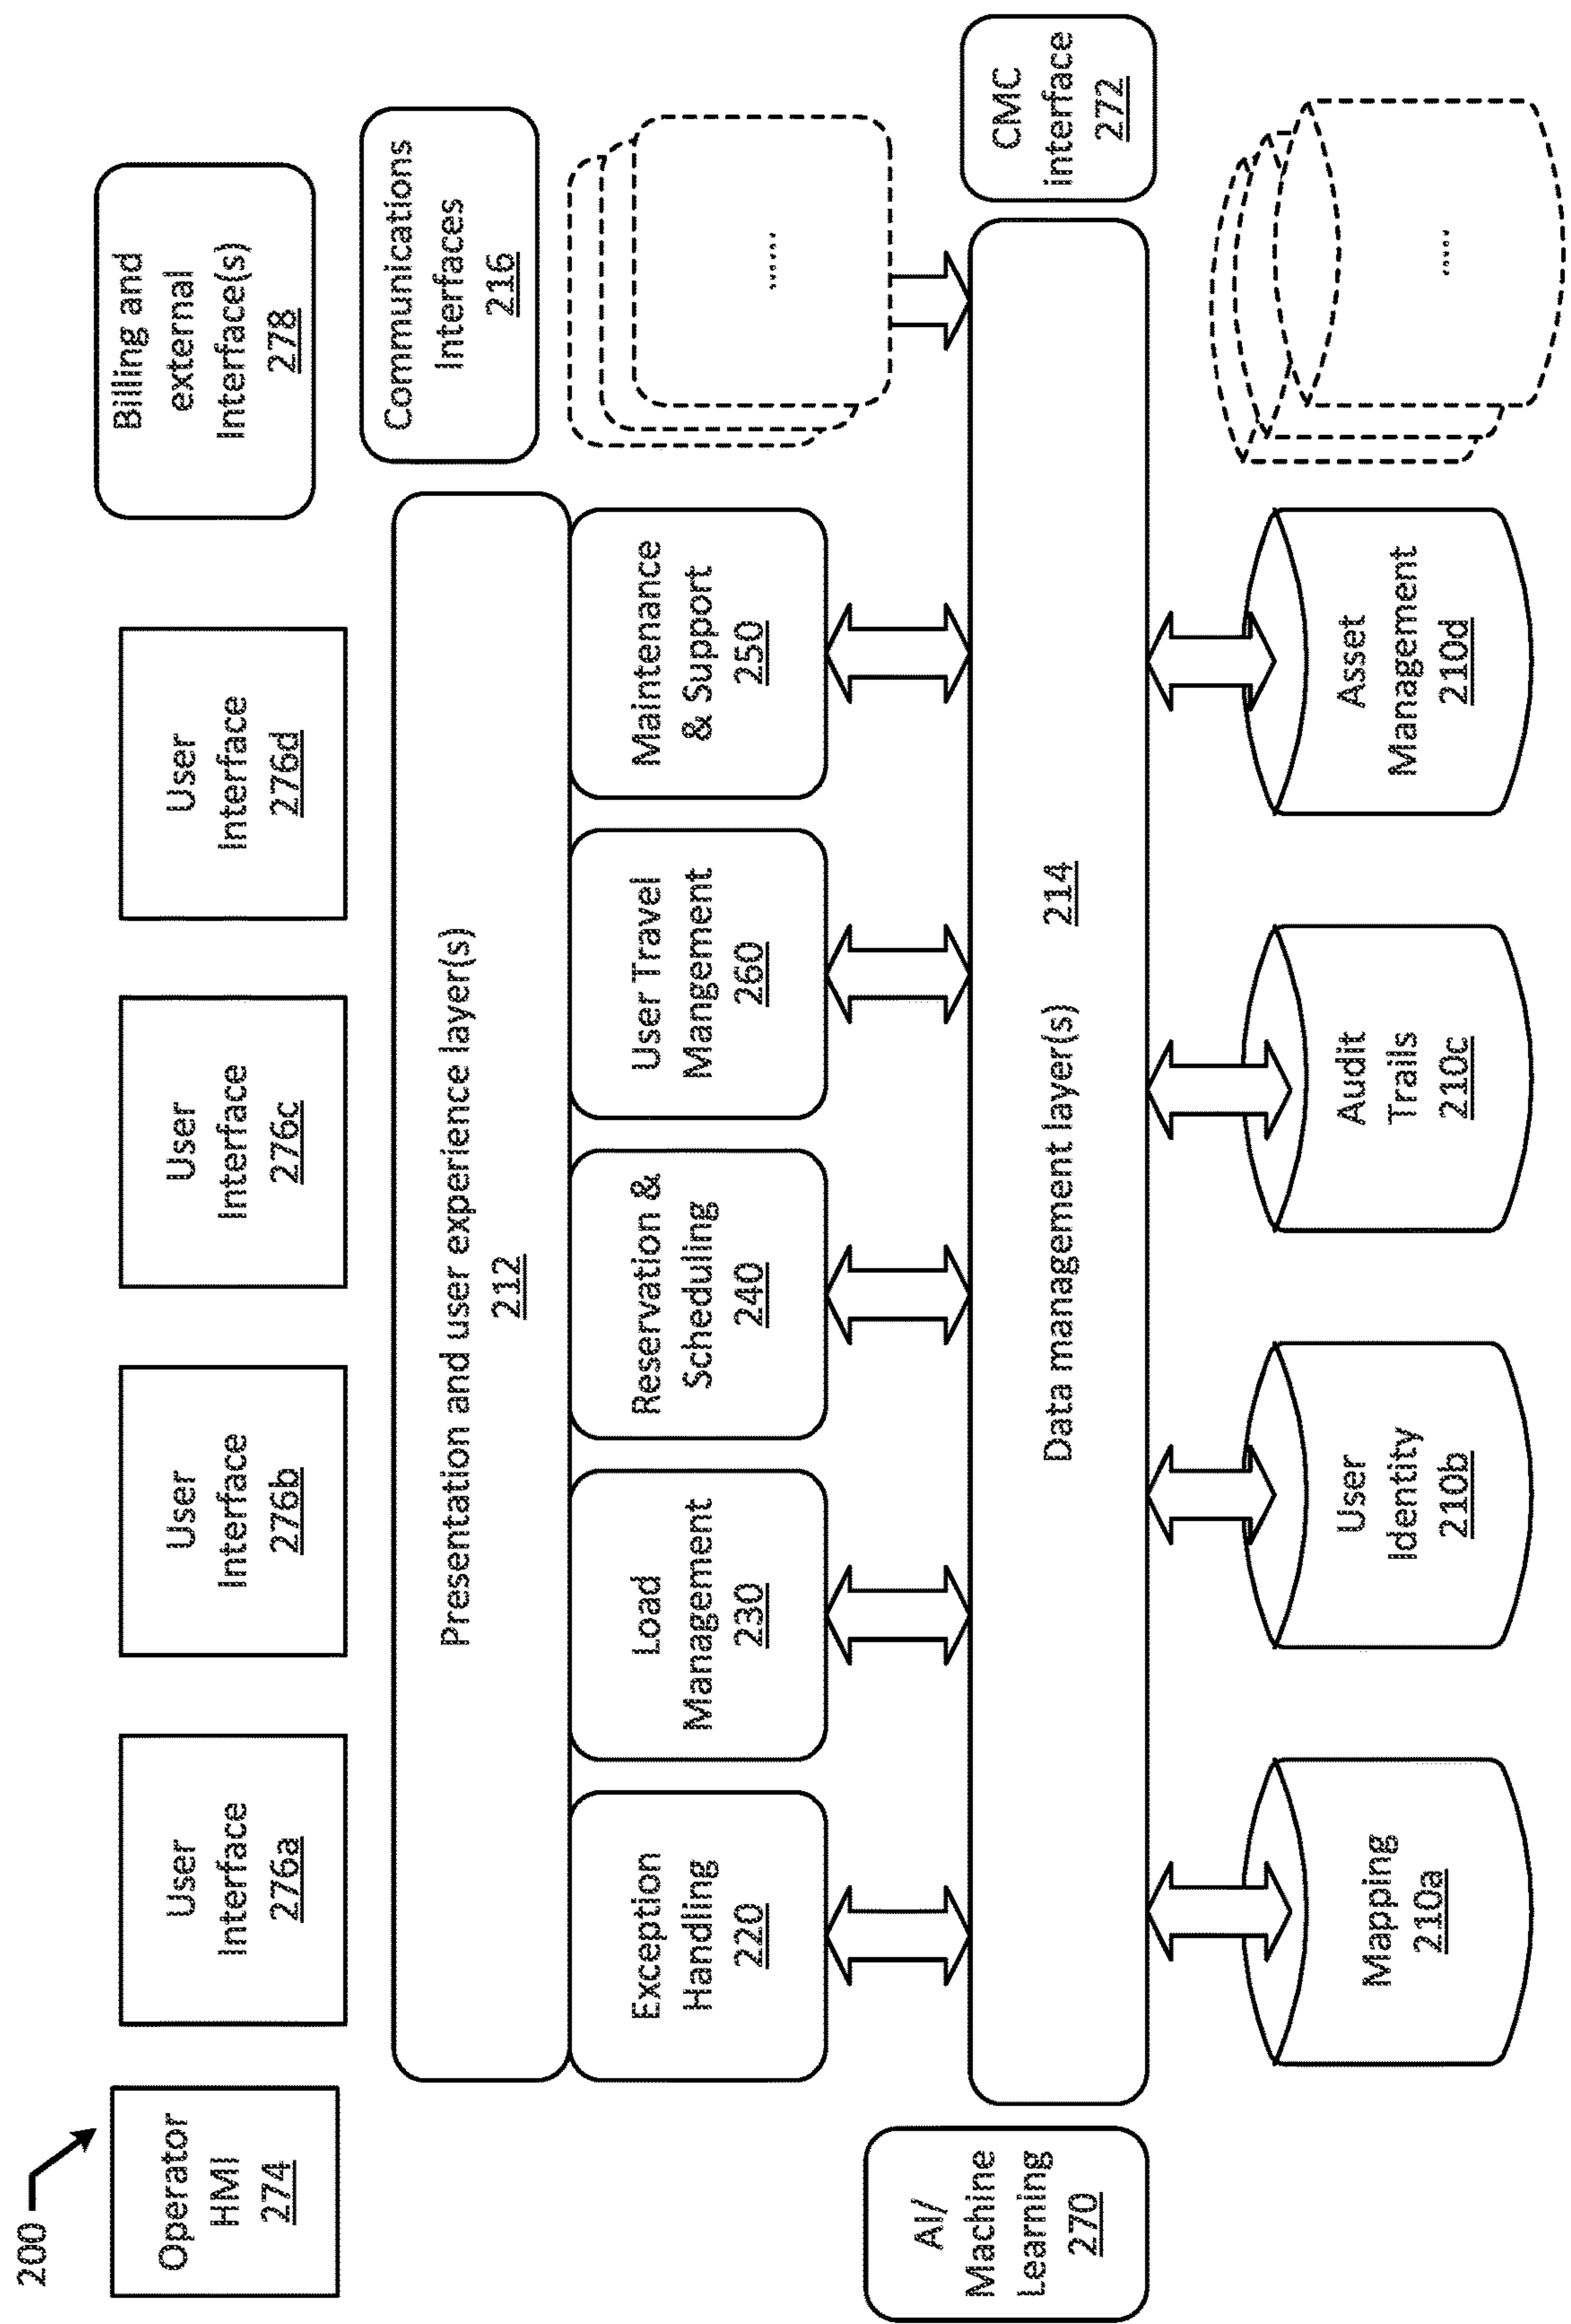 200
Operator
HMI
274
User
Interface
276a
User
Interface
276b
User
Interface
276c
User
Interface
276d
Billing and
external
Interface(s)
278
Presentation and user experience layer(s)
212
Communications
Interfaces
216
Exception
Handling
220
Load
Management
230
Reservation &
Scheduling
240
User Travel
Mangement
260
Maintenance
& Support
250
......
AI/
Machine
Learning
270
Data management layer(s)
214
CMC
interface
272
Mapping
210a
User
Identity
210b
Audit
Trails
210c
Asset
Management
210d
.....